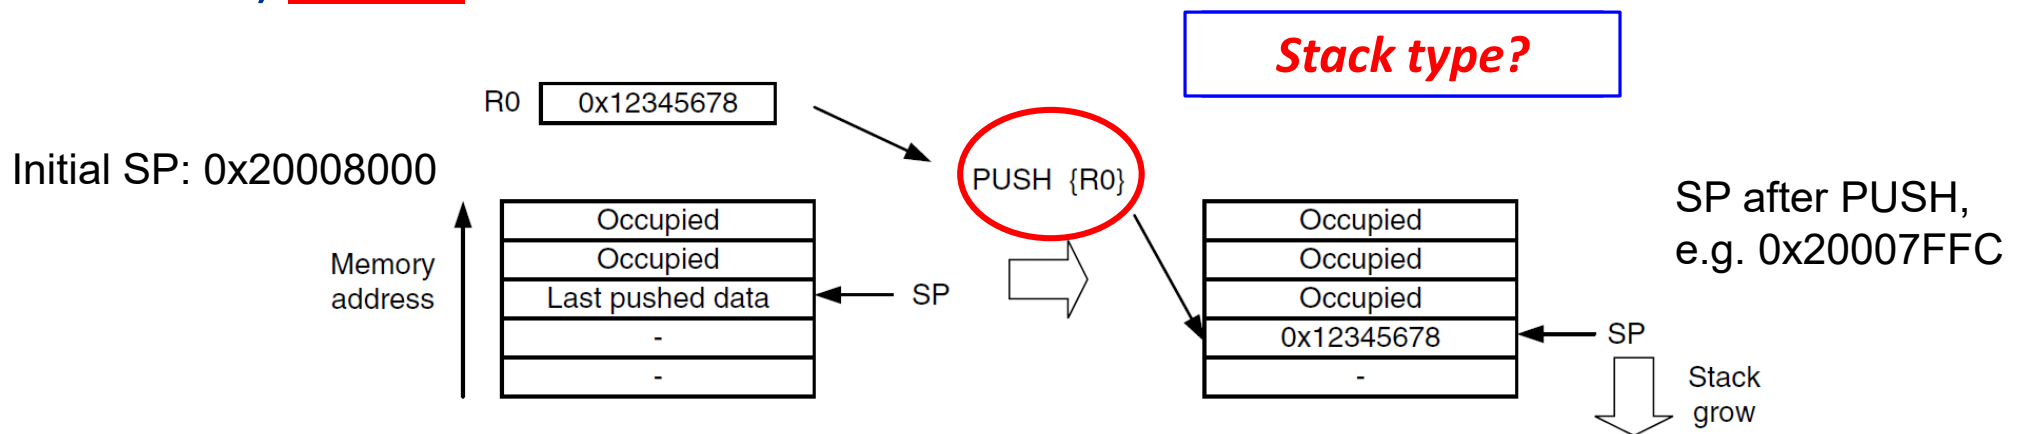 Stack type?
R0 0x12345678
Initial SP: 0x20008000
PUSH {R0}
SP after PUSH,
e.g. 0x20007FFC
Memory
address
Occupied
Occupied
Last pushed data
-
-
SP
Occupied
Occupied
Occupied
0x12345678
-
SP
Stack
grow